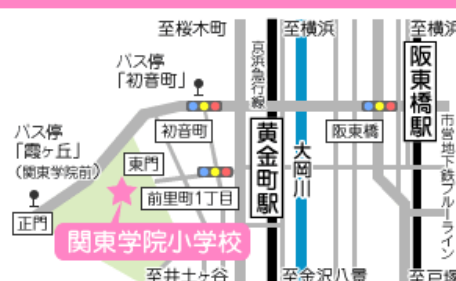 至桜木町
至横浜
至横浜
バス停
「初音町」
京浜急行線
阪東橋駅
初音町
黄金町駅
阪東橋
市営地下鉄ブルーライン
バス停
「霞ヶ丘」
(関東学院前)
東門
大岡川
前里町1丁目
正門
関東学院小学校
至井土ヶ谷
至金沢八景
至戸塚